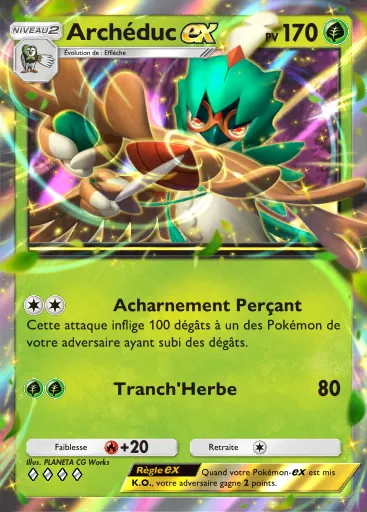 NIVEAU2 Archéduc ex PV 170
Évolution de : Efflèche
Acharnement Perçant
Cette attaque inflige 100 dégâts à un des Pokémon de
votre adversaire ayant subi des dégâts.
Tranch'Herbe 80
Faiblesse +20 Retraite
Illus. PLANETA CG Works
Règle ex Quand votre Pokémon-ex est mis
K.O., votre adversaire gagne 2 points.